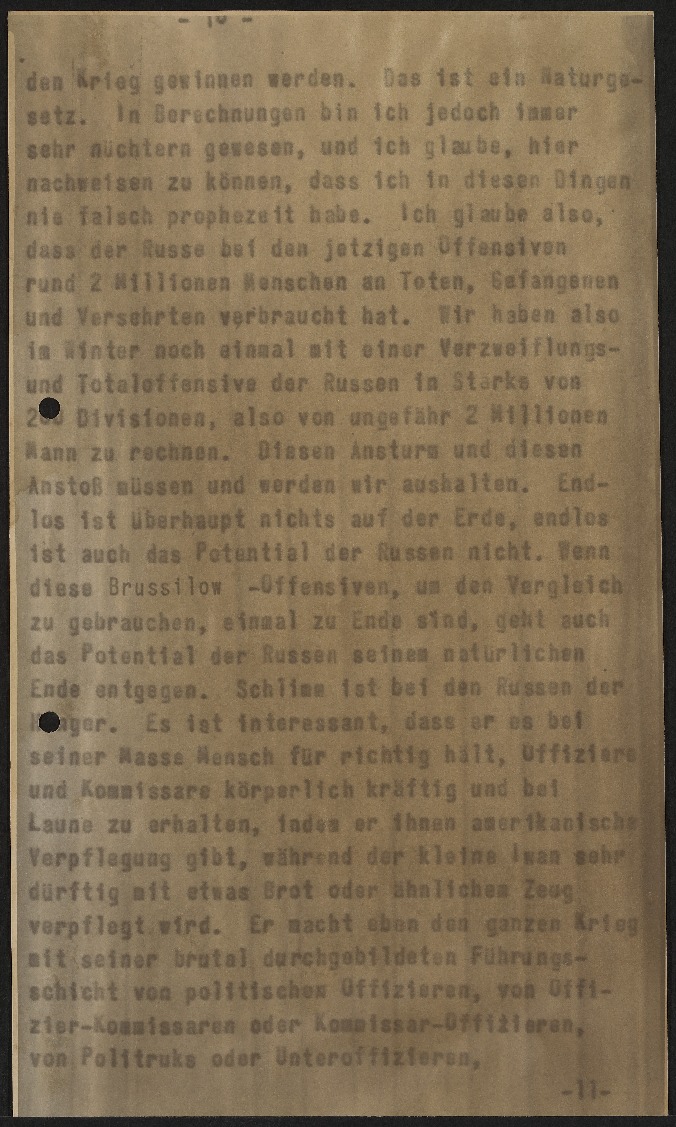 - 10 -
den Krieg gewinnen werden. Das ist ein Naturge-
setz. In Berechnungen bin ich jedoch immer
sehr nüchtern gewesen, und ich glaube, hier
nachweisen zu können, dass ich in diesen Dingen
nie falsch prophezeit habe. Ich glaube also,
dass der Russe bei den jetzigen Offensiven
rund 2 Millionen Menschen an Toten, Gefangenen
und Versehrten verbraucht hat. Wir haben also
im Winter noch einmal mit einer Verzweiflungs-
und Totaloffensive der Russen in Stärke von
200 Divisionen, also von ungefähr 2 Millionen
Mann zu rechnen. Diesen Ansturm und diesen
Anstoß müssen und werden wir aushalten. End-
los ist überhaupt nichts auf der Erde, endlos
ist auch das Potential der Russen nicht. Wenn
diese Brussilow -Offensiven, um den Vergleich
zu gebrauchen, einmal zu Ende sind, geht auch
das Potential der Russen seinem natürlichen
Ende entgegen. Schlimm ist bei den Russen der
Hunger. Es ist interessant, dass er es bei
seiner Masse Mensch für richtig hält, Offiziere
und Kommissare körperlich kräftig und bei
Laune zu erhalten, indem er ihnen amerikanische
Verpflegung gibt, während der kleine Iwan sehr
dürftig mit etwas Brot oder ähnlichem Zeug
verpflegt wird. Er macht eben den ganzen Krieg
mit seiner brutal durchgebildeten Führungs-
schicht von politischen Offizieren, von Offi-
zier-Kommissaren oder Kommissar-Offizieren,
von Politruks oder Unteroffizieren,
-11-